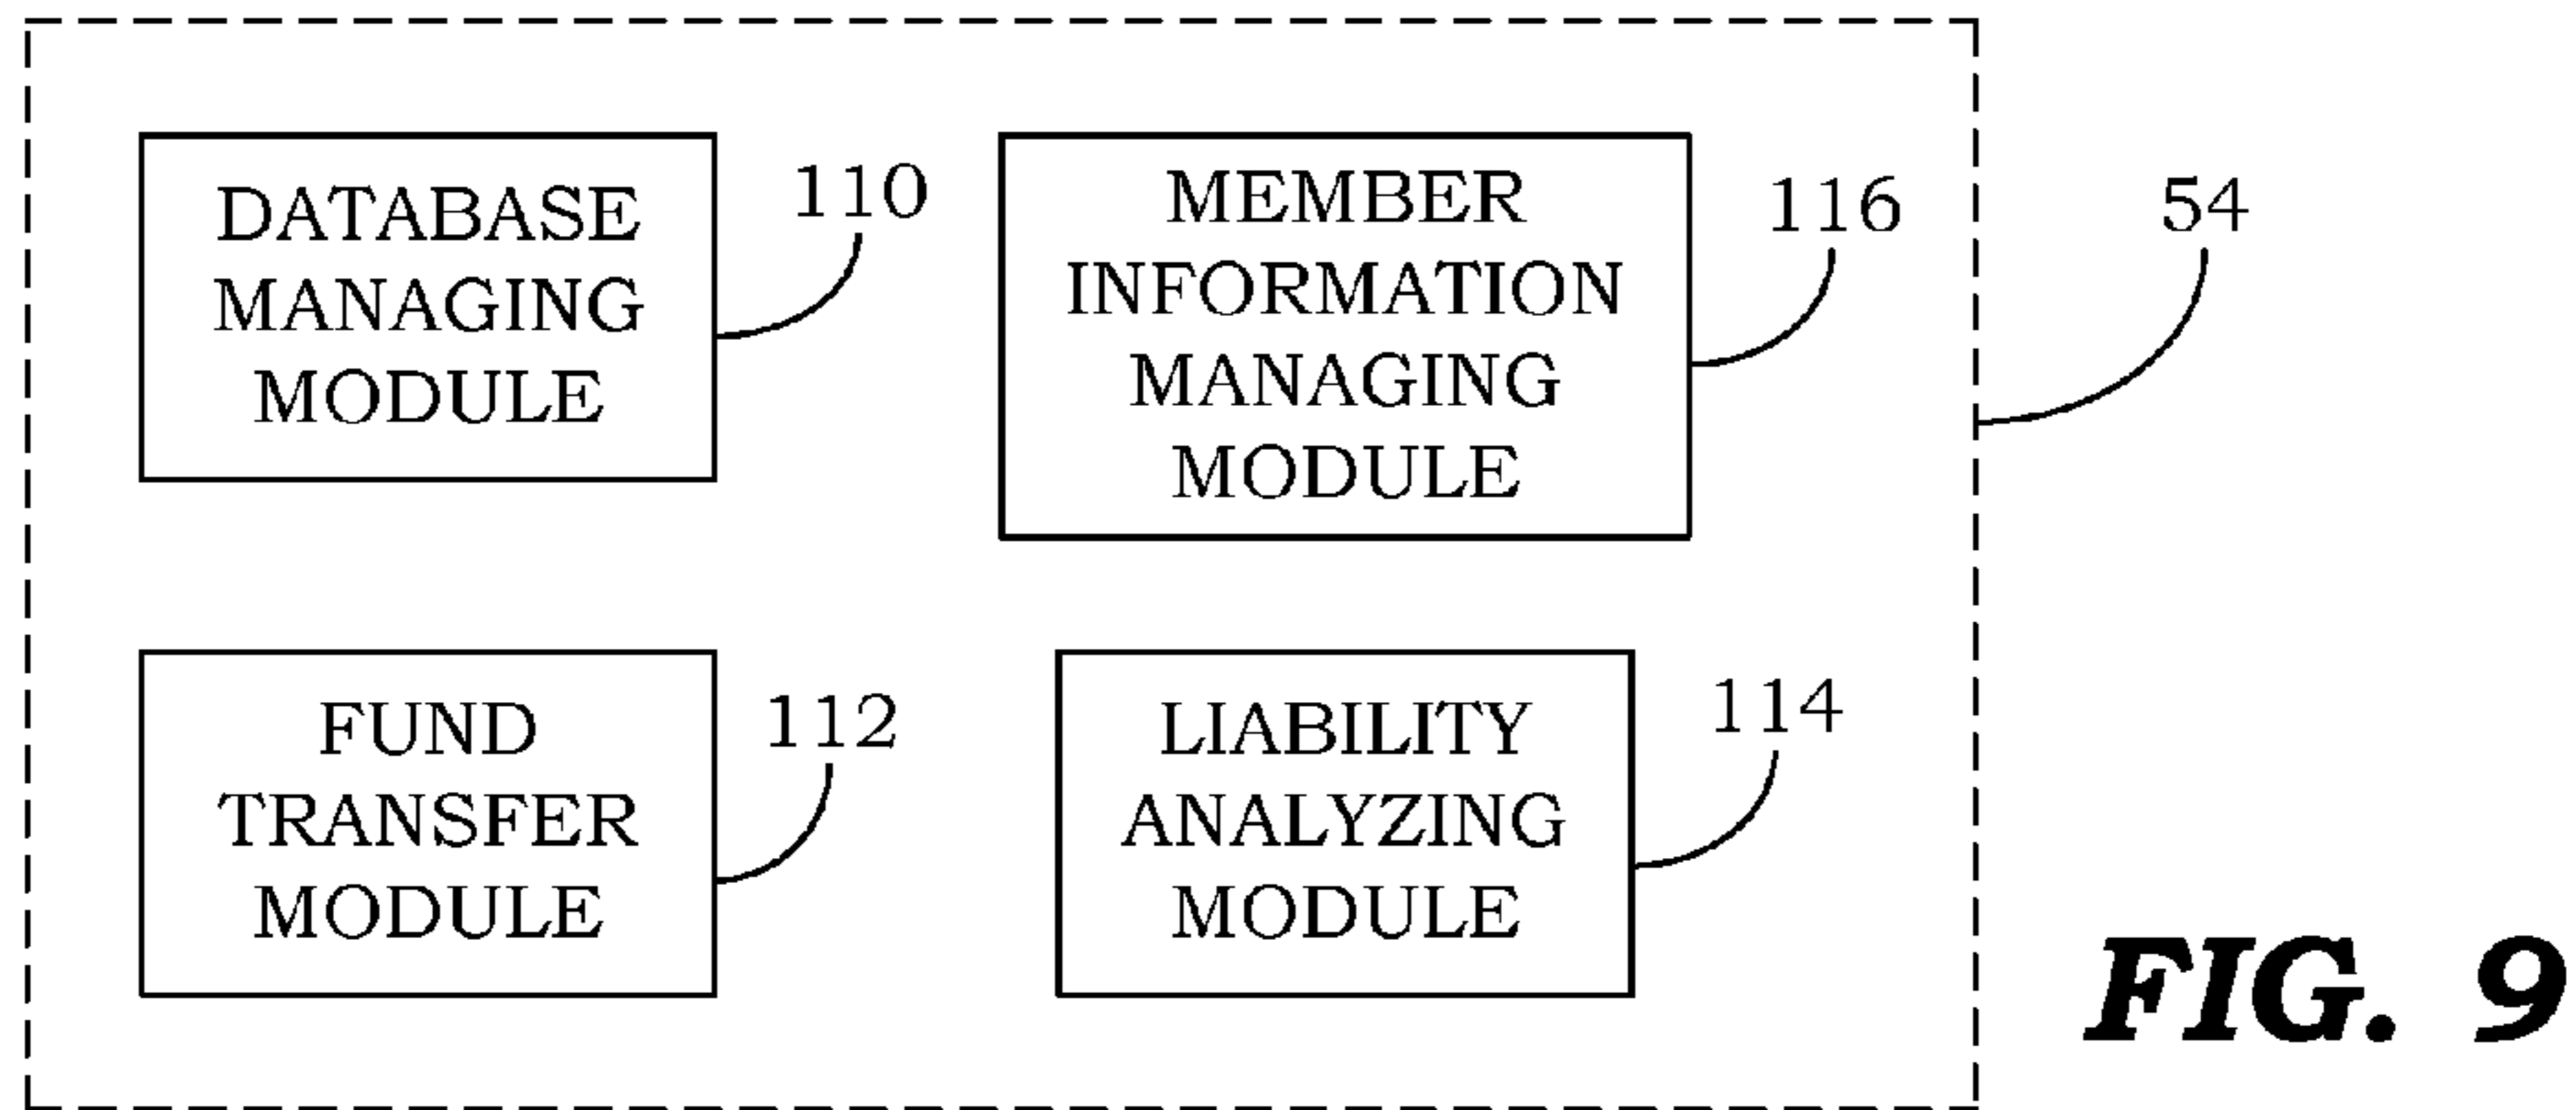 DATABASE
MANAGING
MODULE
110
MEMBER
INFORMATION
MANAGING
MODULE
116
54
FUND
TRANSFER
MODULE
112
LIABILITY
ANALYZING
MODULE
114
FIG. 9